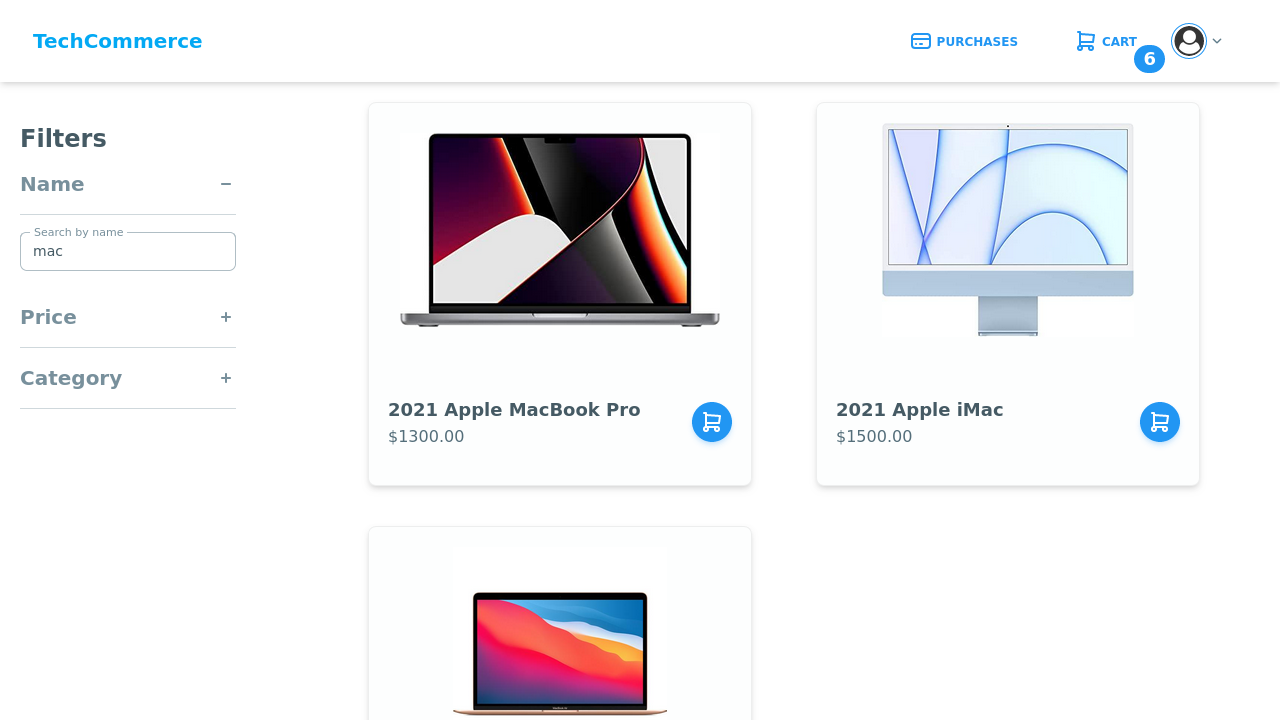 TechCommerce
PURCHASES
CART
6
Filters
Name
−
Search by name
mac
Price
+
Category
+
2021 Apple MacBook Pro
$1300.00
2021 Apple iMac
$1500.00